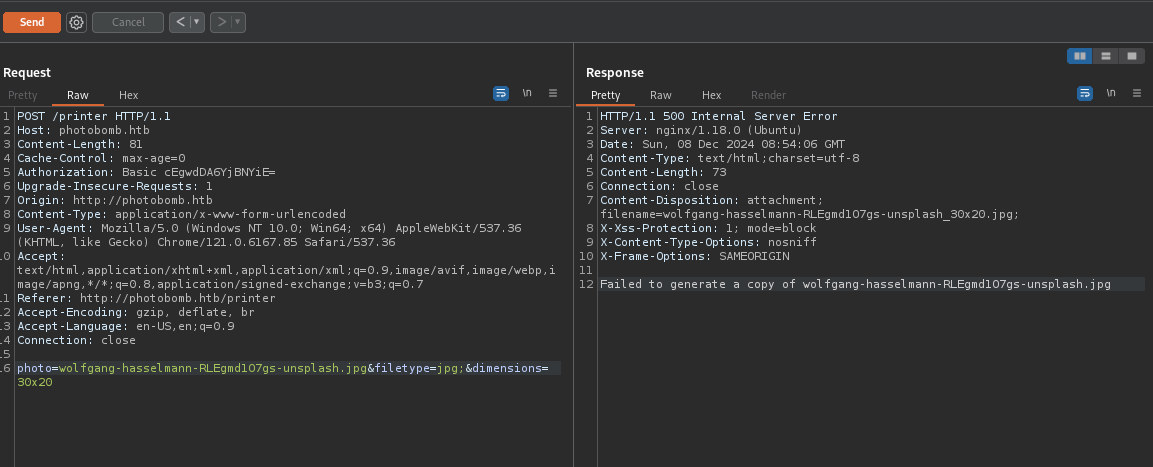 Send Cancel < >
Request
Pretty Raw Hex \n
1 POST /printer HTTP/1.1
2 Host: photobomb.htb
3 Content-Length: 81
4 Cache-Control: max-age=0
5 Authorization: Basic cEgwdDA6YjBNYiE=
6 Upgrade-Insecure-Requests: 1
7 Origin: http://photobomb.htb
8 Content-Type: application/x-www-form-urlencoded
9 User-Agent: Mozilla/5.0 (Windows NT 10.0; Win64; x64) AppleWebKit/537.36
(KHTML, like Gecko) Chrome/121.0.6167.85 Safari/537.36
10 Accept:
text/html,application/xhtml+xml,application/xml;q=0.9,image/avif,image/webp,i
mage/apng,*/*;q=0.8,application/signed-exchange;v=b3;q=0.7
11 Referer: http://photobomb.htb/printer
12 Accept-Encoding: gzip, deflate, br
13 Accept-Language: en-US,en;q=0.9
14 Connection: close
15
16 photo=wolfgang-hasselmann-RLEgmd1O7gs-unsplash.jpg&filetype=jpg;&dimensions=
30x20
Response
Pretty Raw Hex Render \n
1 HTTP/1.1 500 Internal Server Error
2 Server: nginx/1.18.0 (Ubuntu)
3 Date: Sun, 08 Dec 2024 08:54:06 GMT
4 Content-Type: text/html;charset=utf-8
5 Content-Length: 73
6 Connection: close
7 Content-Disposition: attachment;
filename=wolfgang-hasselmann-RLEgmd1O7gs-unsplash_30x20.jpg;
8 X-Xss-Protection: 1; mode=block
9 X-Content-Type-Options: nosniff
10 X-Frame-Options: SAMEORIGIN
11
12 Failed to generate a copy of wolfgang-hasselmann-RLEgmd1O7gs-unsplash.jpg